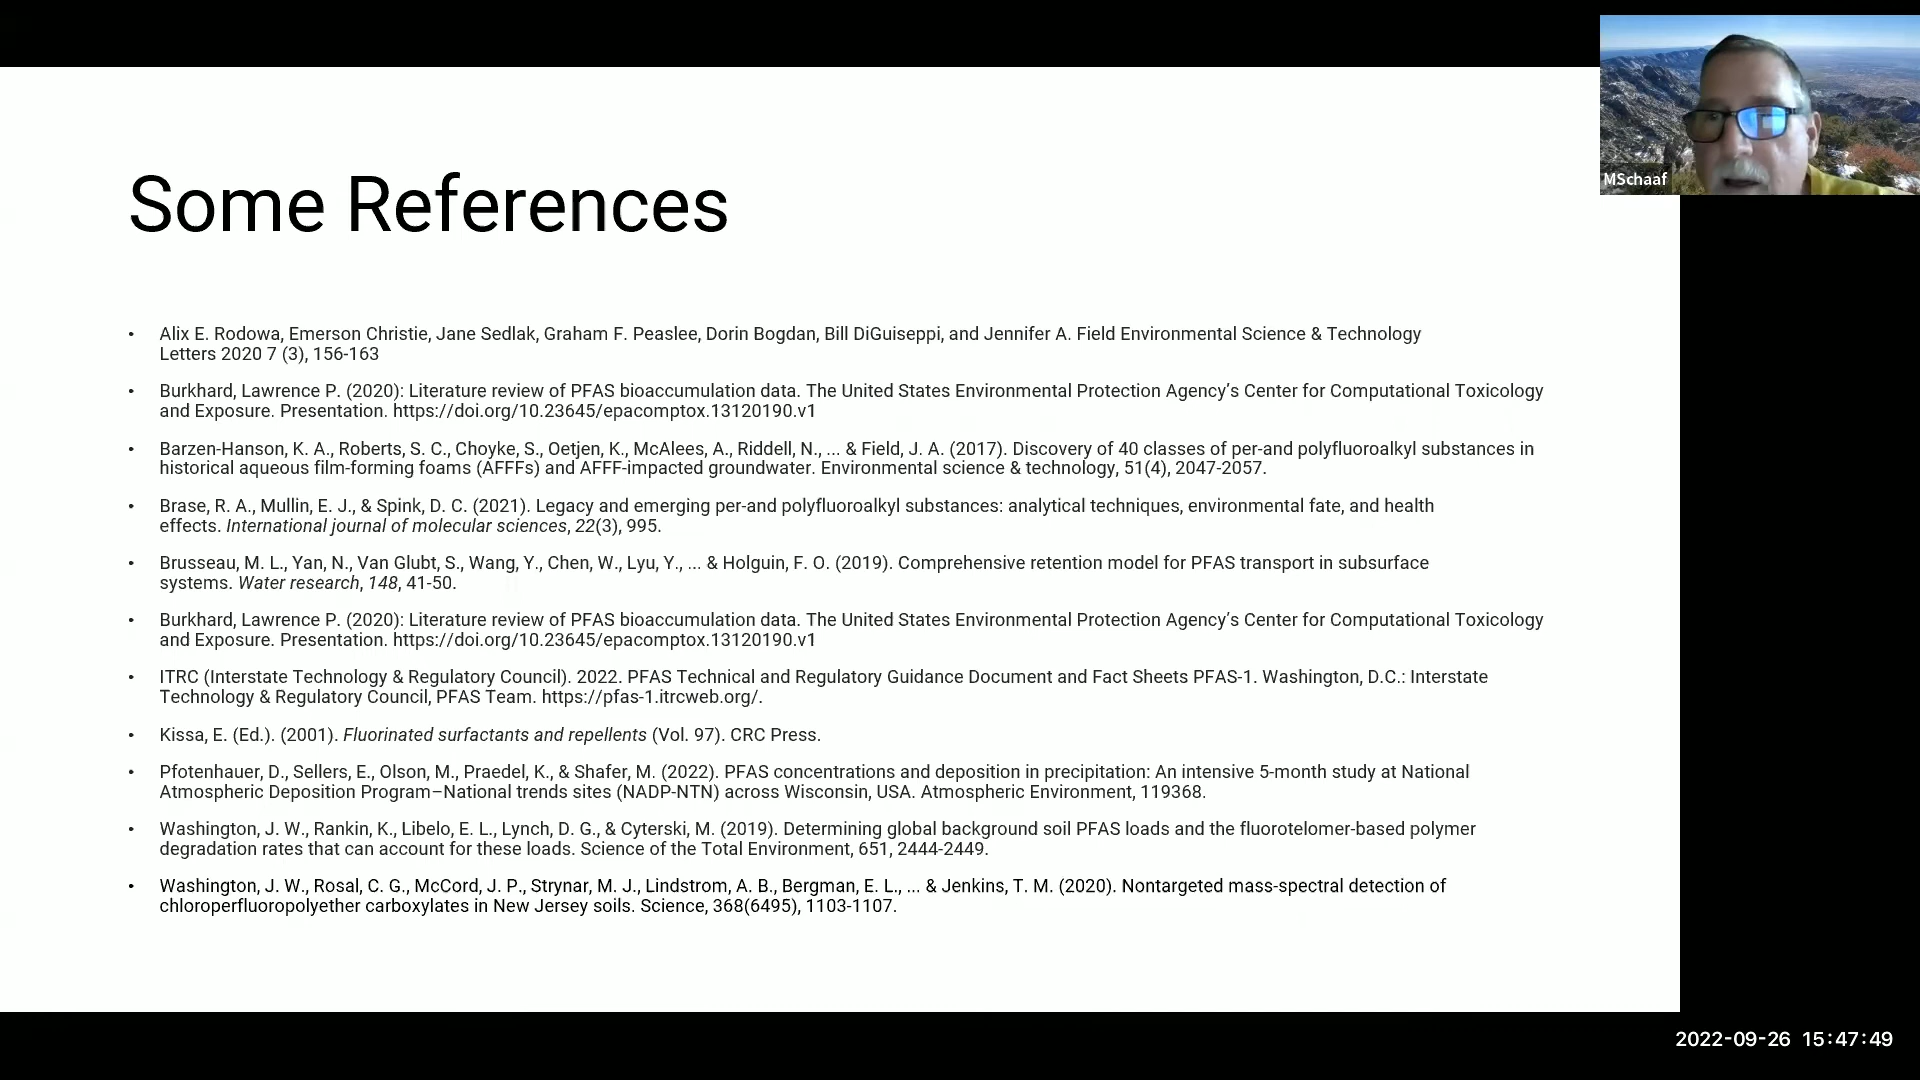 MSchaaf
Some References
• Alix E. Rodowa, Emerson Christie, Jane Sedlak, Graham F. Peaslee, Dorin Bogdan, Bill DiGuiseppi, and Jennifer A. Field Environmental Science & Technology
Letters 2020 7 (3), 156-163
• Burkhard, Lawrence P. (2020): Literature review of PFAS bioaccumulation data. The United States Environmental Protection Agency's Center for Computational Toxicology
and Exposure. Presentation. https://doi.org/10.23645/epacomptox.13120190.v1
• Barzen-Hanson, K. A., Roberts, S. C., Choyke, S., Oetjen, K., McAlees, A., Riddell, N., ... & Field, J. A. (2017). Discovery of 40 classes of per-and polyfluoroalkyl substances in
historical aqueous film-forming foams (AFFFs) and AFFF-impacted groundwater. Environmental science & technology, 51(4), 2047-2057.
• Brase, R. A., Mullin, E. J., & Spink, D. C. (2021). Legacy and emerging per-and polyfluoroalkyl substances: analytical techniques, environmental fate, and health
effects. International journal of molecular sciences, 22(3), 995.
• Brusseau, M. L., Yan, N., Van Glubt, S., Wang, Y., Chen, W., Lyu, Y., ... & Holguin, F. O. (2019). Comprehensive retention model for PFAS transport in subsurface
systems. Water research, 148, 41-50.
• Burkhard, Lawrence P. (2020): Literature review of PFAS bioaccumulation data. The United States Environmental Protection Agency's Center for Computational Toxicology
and Exposure. Presentation. https://doi.org/10.23645/epacomptox.13120190.v1
• ITRC (Interstate Technology & Regulatory Council). 2022. PFAS Technical and Regulatory Guidance Document and Fact Sheets PFAS-1. Washington, D.C.: Interstate
Technology & Regulatory Council, PFAS Team. https://pfas-1.itrcweb.org/.
• Kissa, E. (Ed.). (2001). Fluorinated surfactants and repellents (Vol. 97). CRC Press.
• Pfotenhauer, D., Sellers, E., Olson, M., Praedel, K., & Shafer, M. (2022). PFAS concentrations and deposition in precipitation: An intensive 5-month study at National
Atmospheric Deposition Program–National trends sites (NADP-NTN) across Wisconsin, USA. Atmospheric Environment, 119368.
• Washington, J. W., Rankin, K., Libelo, E. L., Lynch, D. G., & Cyterski, M. (2019). Determining global background soil PFAS loads and the fluorotelomer-based polymer
degradation rates that can account for these loads. Science of the Total Environment, 651, 2444-2449.
• Washington, J. W., Rosal, C. G., McCord, J. P., Strynar, M. J., Lindstrom, A. B., Bergman, E. L., ... & Jenkins, T. M. (2020). Nontargeted mass-spectral detection of
chloroperfluoropolyether carboxylates in New Jersey soils. Science, 368(6495), 1103-1107.
2022-09-26 15:47:49